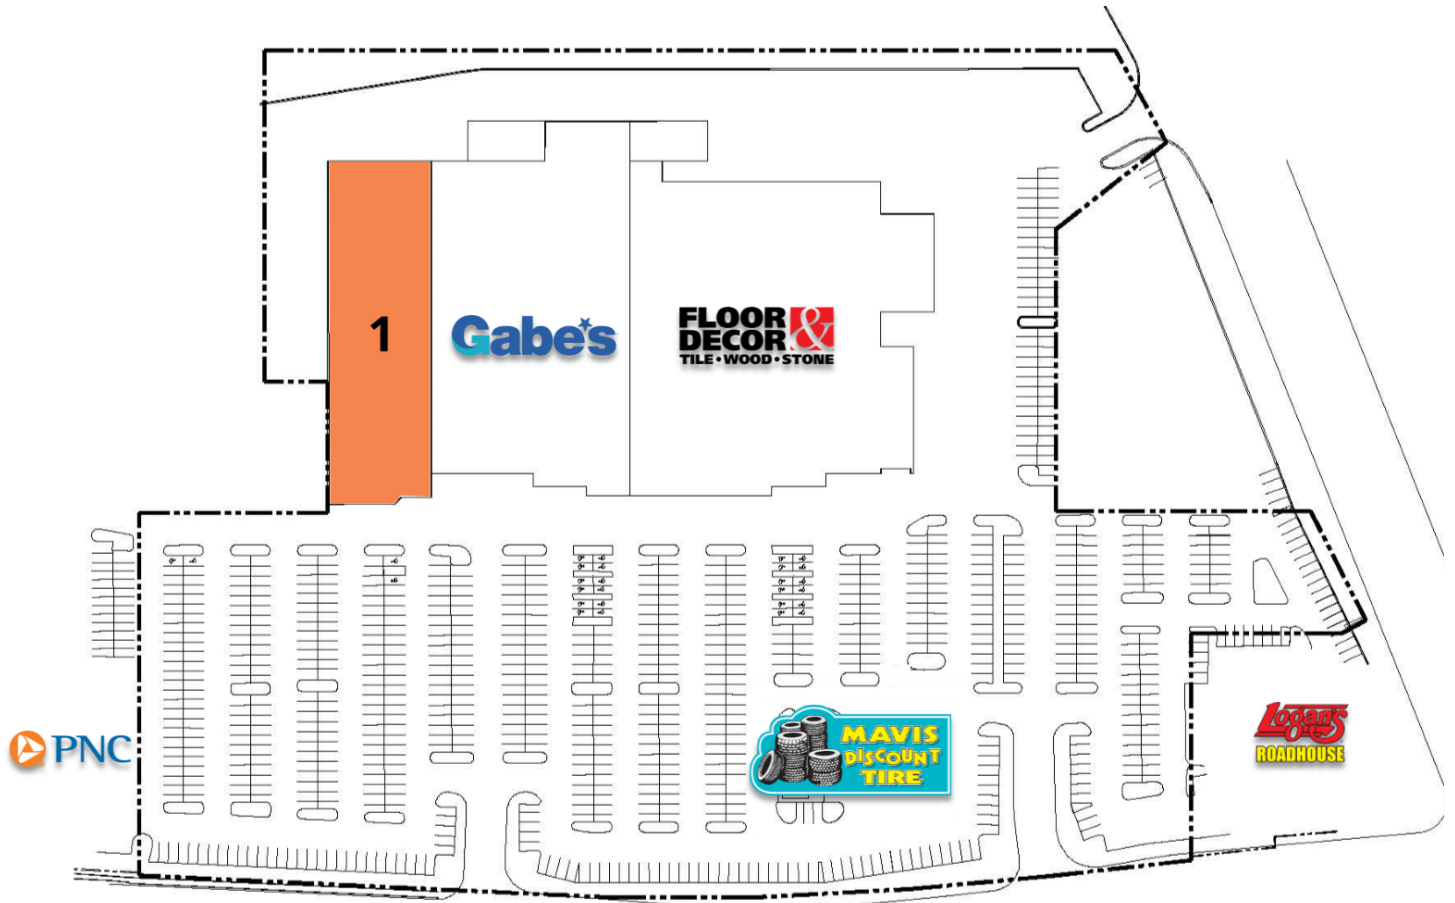 1
Gabe's
FLOOR &
DECOR
TILE • WOOD • STONE
PNC
MAVIS
DISCOUNT
TIRE
Logan's
ROADHOUSE